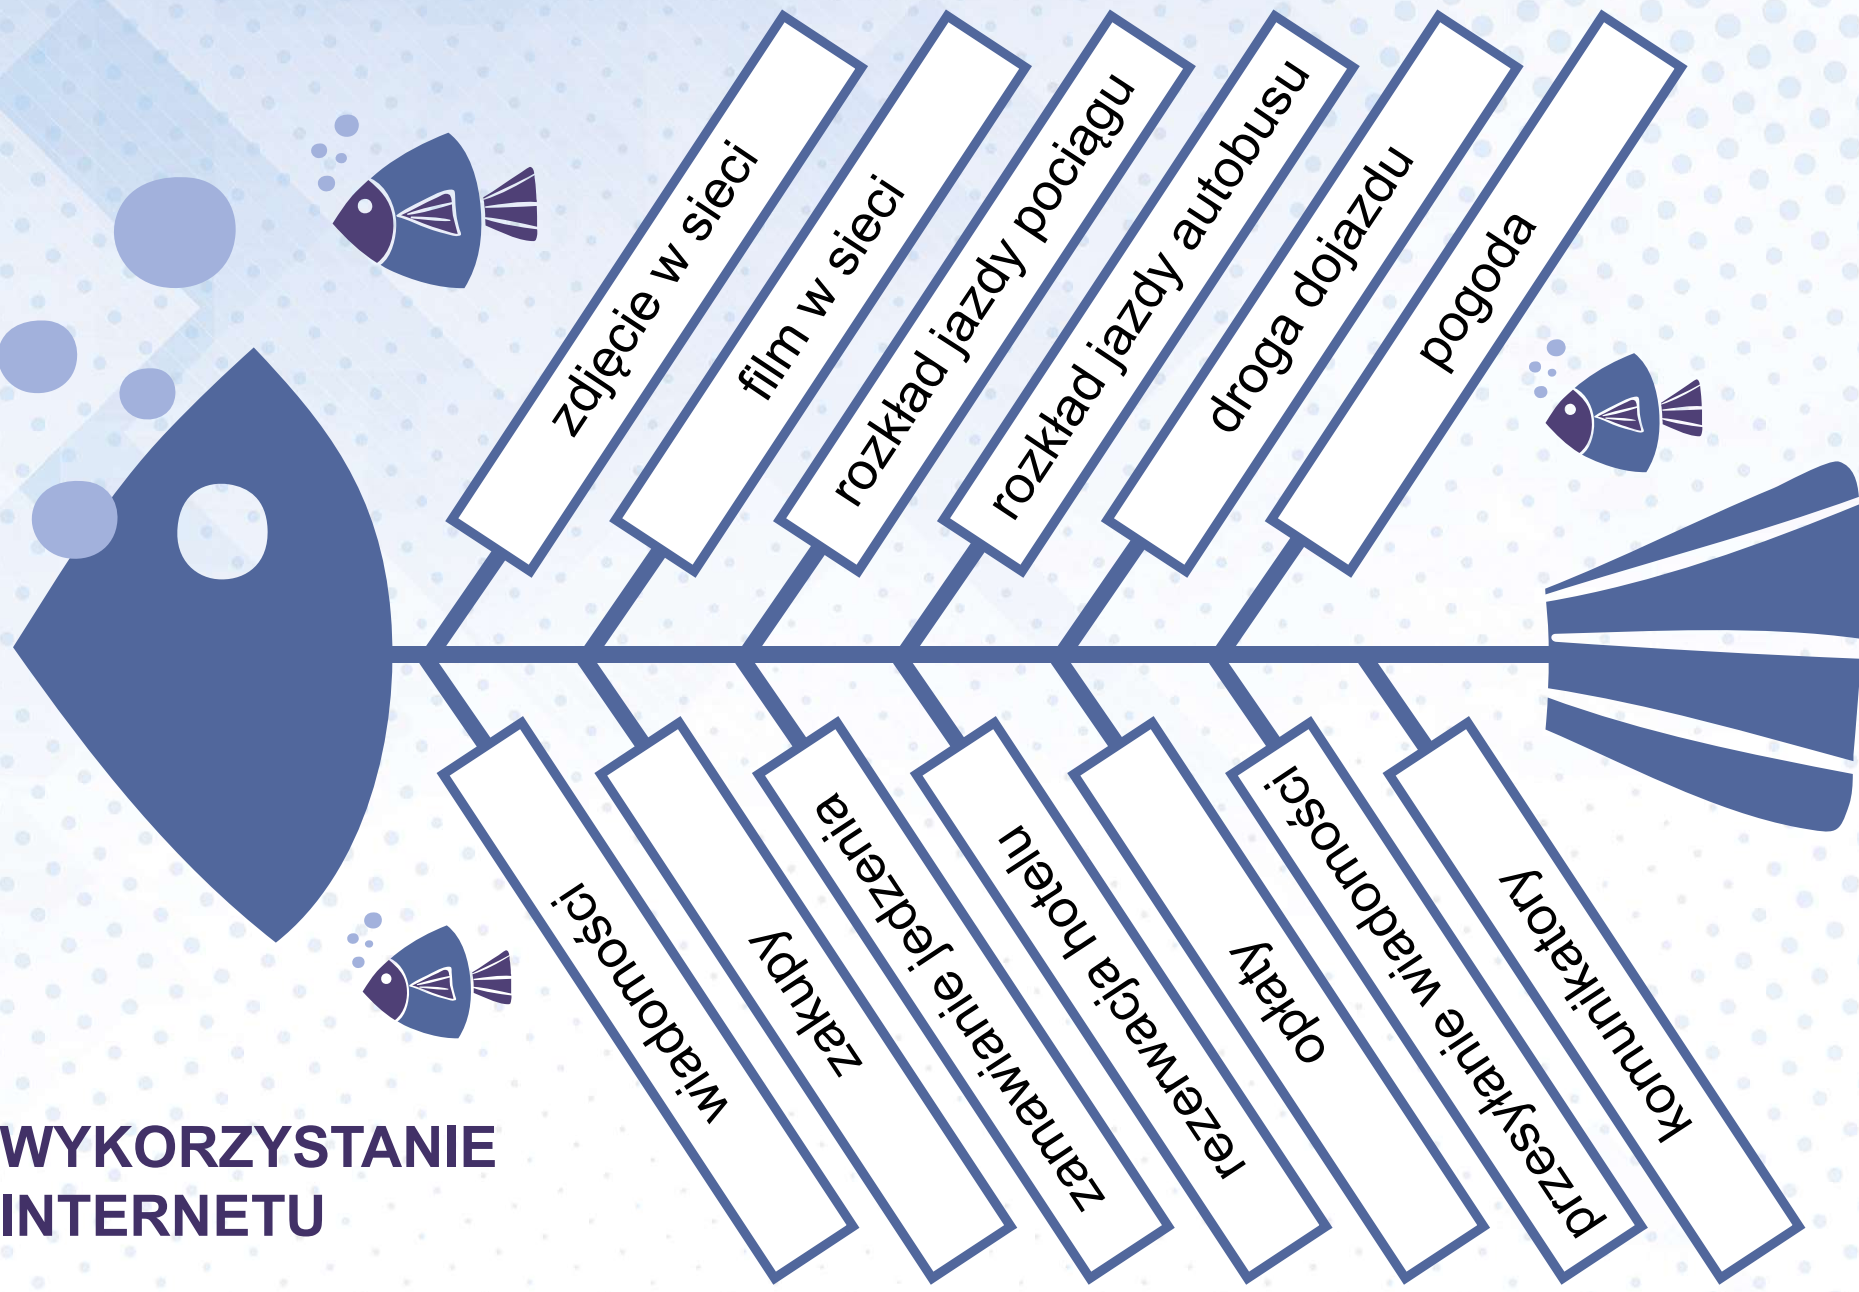 zdjęcie w sieci
film w sieci
rozkład jazdy pociągu
rozkład jazdy autobusu
droga dojazdu
pogoda
wiadomości
zakupy
zamawianie jedzenia
rezerwacja hotelu
opłaty
przesyłanie wiadomości
komunikatory
WYKORZYSTANIE
INTERNETU